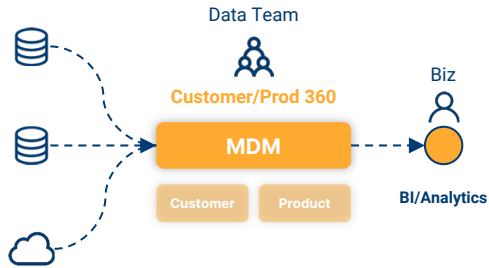 Data Team
Customer/Prod 360
Biz
MDM
BI/Analytics
Customer
Product